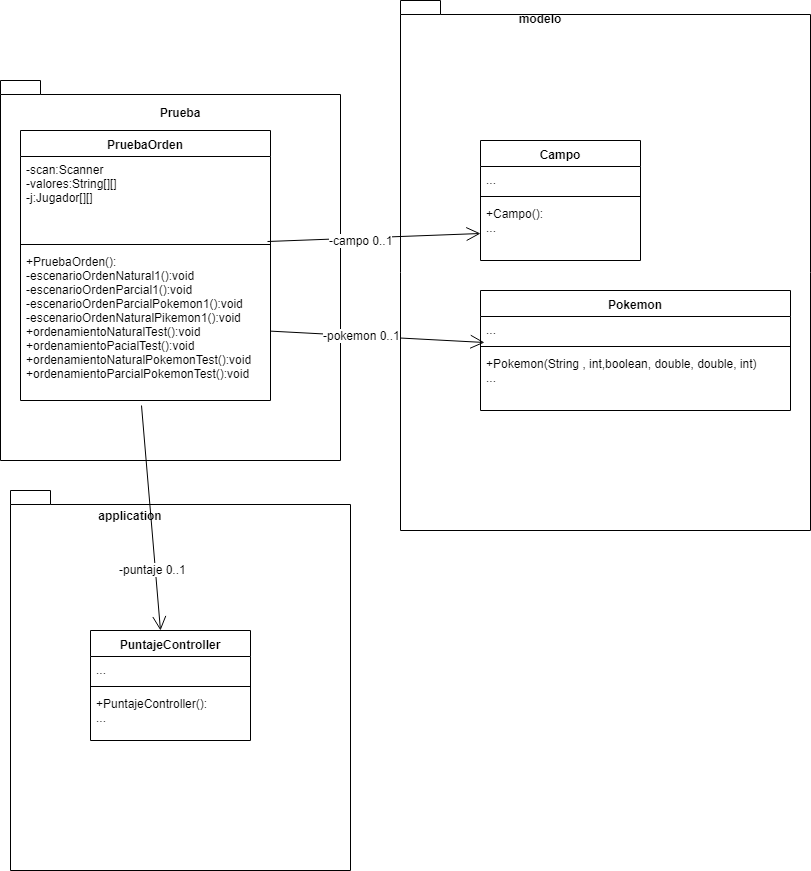 modelo
Prueba
PruebaOrden
-scan:Scanner
-valores:String[][]
-j:Jugador[][]
+PruebaOrden():
-escenarioOrdenNatural1():void
-escenarioOrdenParcial1():void
-escenarioOrdenParcialPokemon1():void
-escenarioOrdenNaturalPikemon1():void
+ordenamientoNaturalTest():void
+ordenamientoPacialTest():void
+ordenamientoNaturalPokemonTest():void
+ordenamientoParcialPokemonTest():void
-campo 0..1
-pokemon 0..1
Campo
...
+Campo():
...
Pokemon
...
+Pokemon(String , int,boolean, double, double, int)
...
application
-puntaje 0..1
PuntajeController
...
+PuntajeController():
...